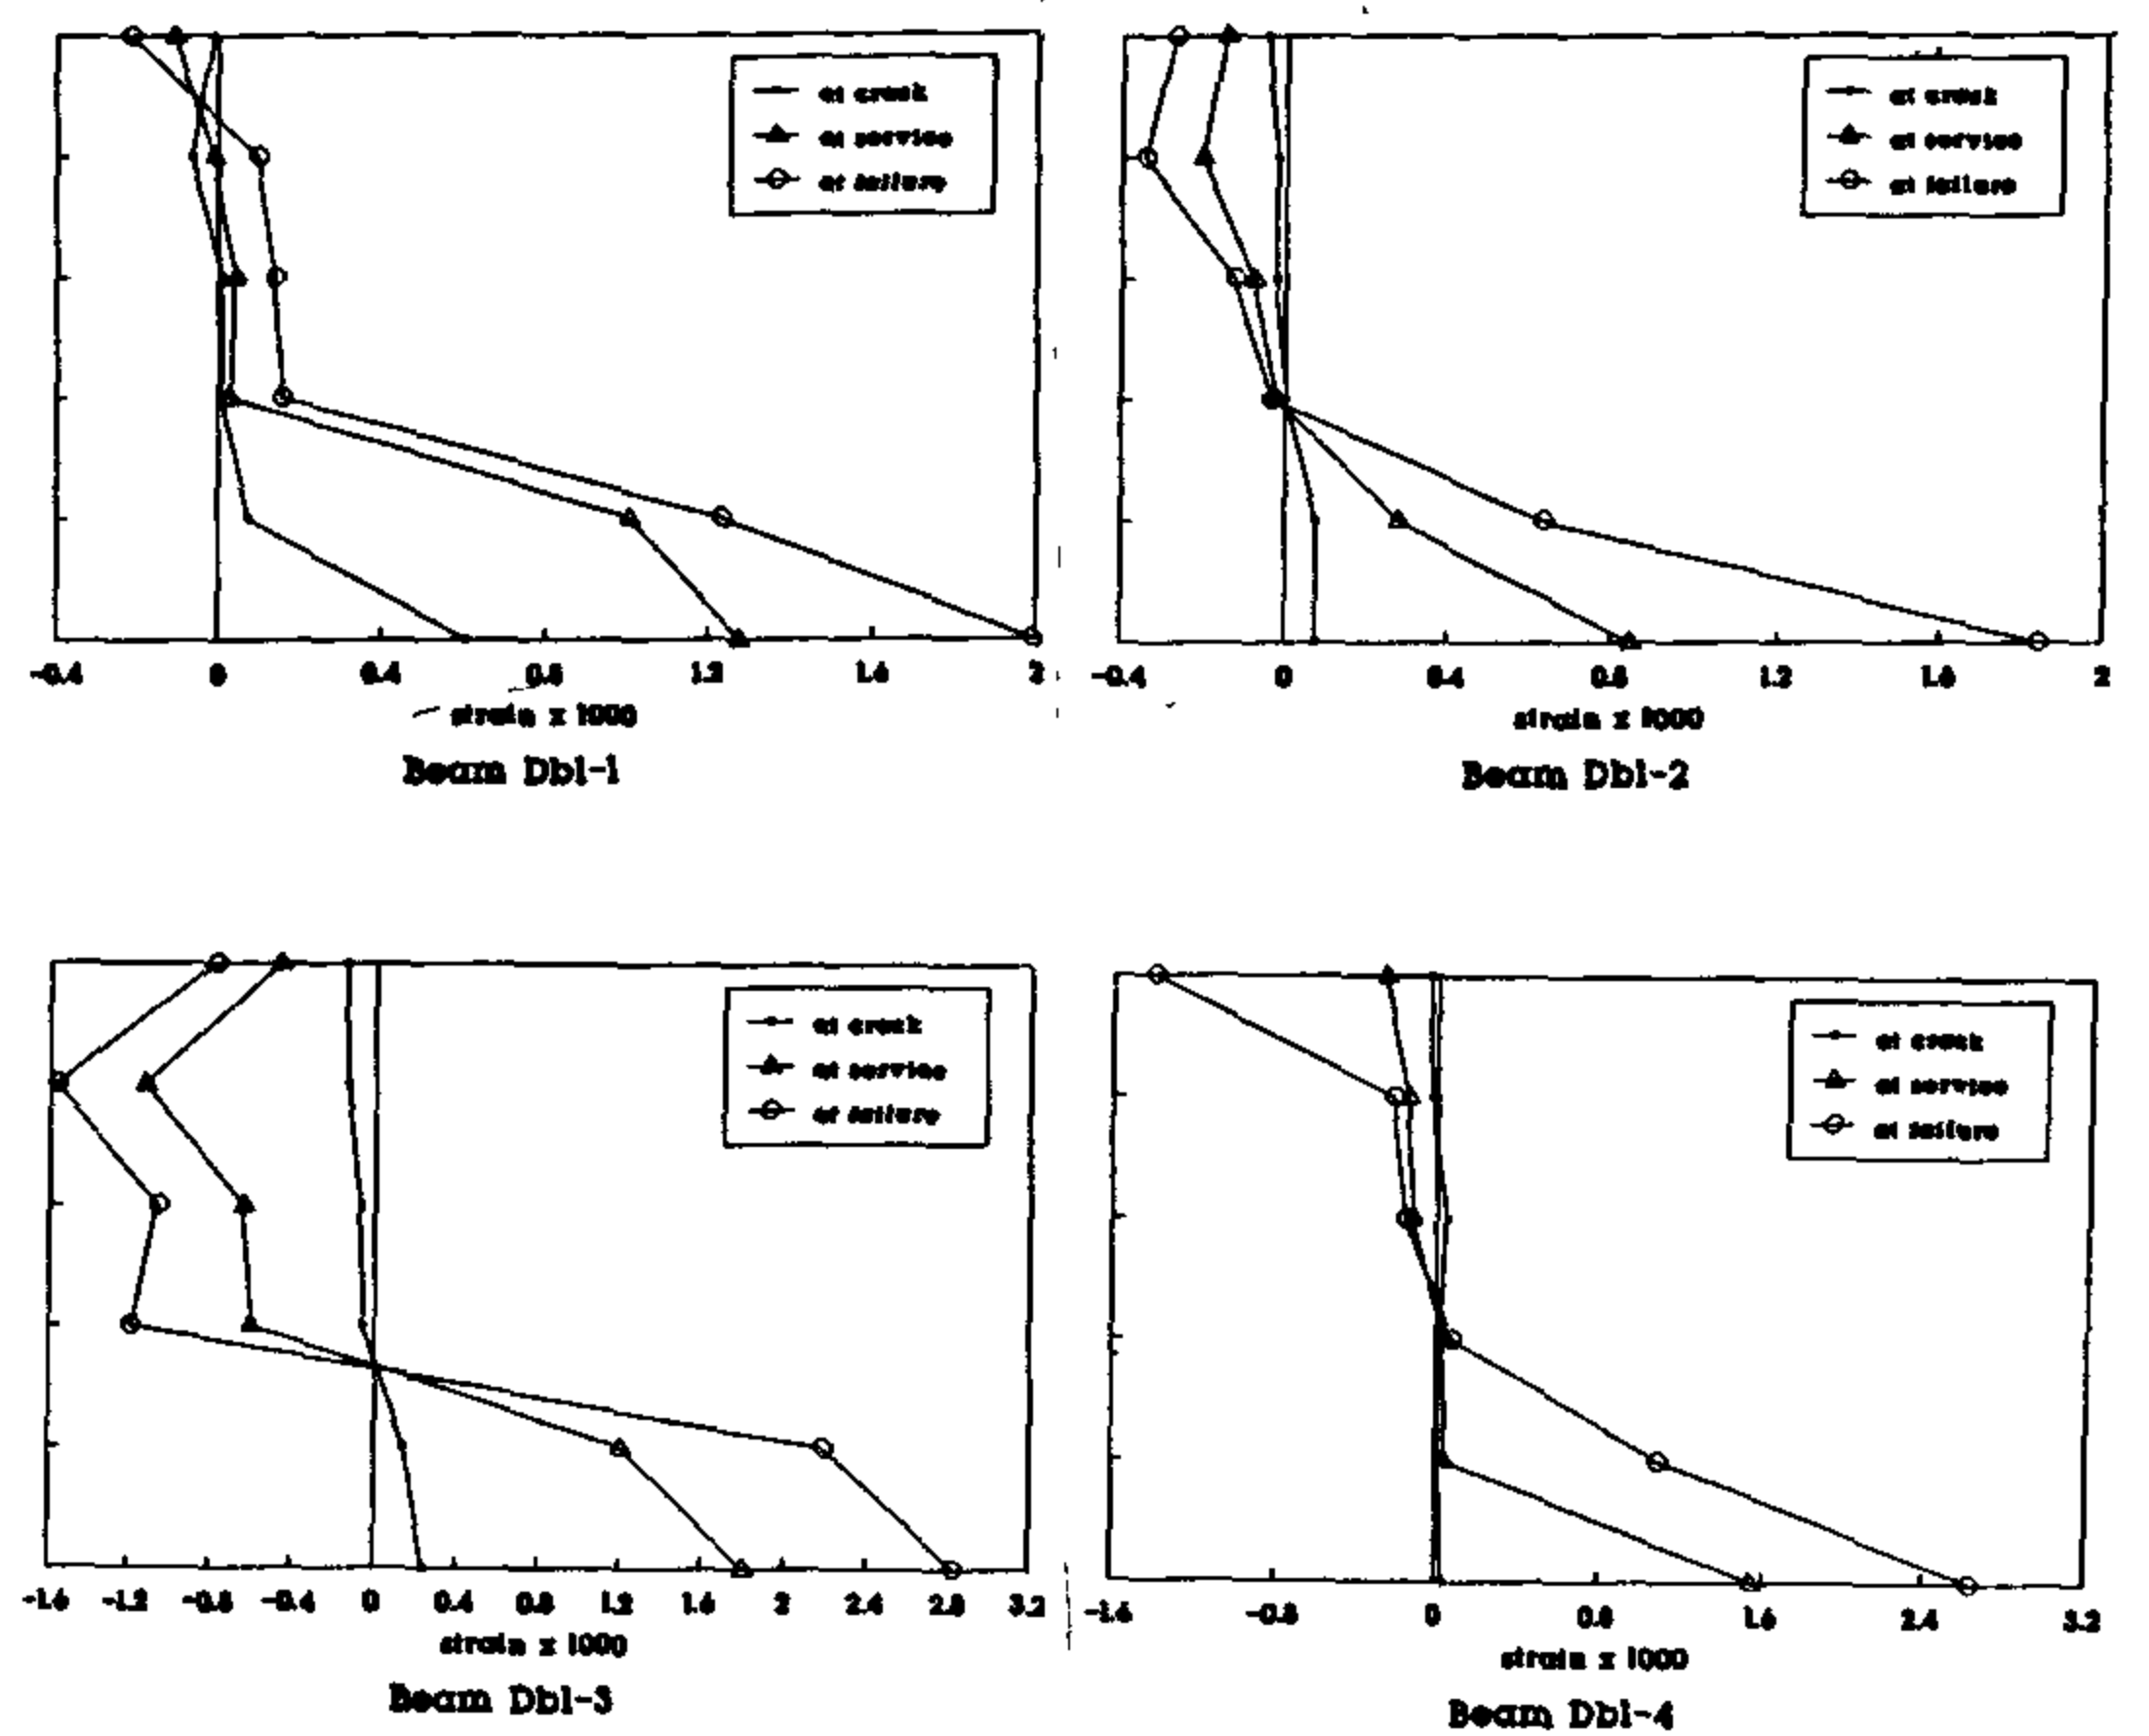 at crack
at service
at failure
-0.4 0 0.4 0.8 1.2 1.6 2
strain x 1000
Beam Db1-1
at crack
at service
at failure
-0.4 0 0.4 0.8 1.2 1.6 2
strain x 1000
Beam Db1-2
at crack
at service
at failure
-1.6 -1.2 -0.8 -0.4 0 0.4 0.8 1.2 1.6 2 2.4 2.8 3.2
strain x 1000
Beam Db1-3
at crack
at service
at failure
-1.6 -0.8 0 0.8 1.6 2.4 3.2
strain x 1000
Beam Db1-4